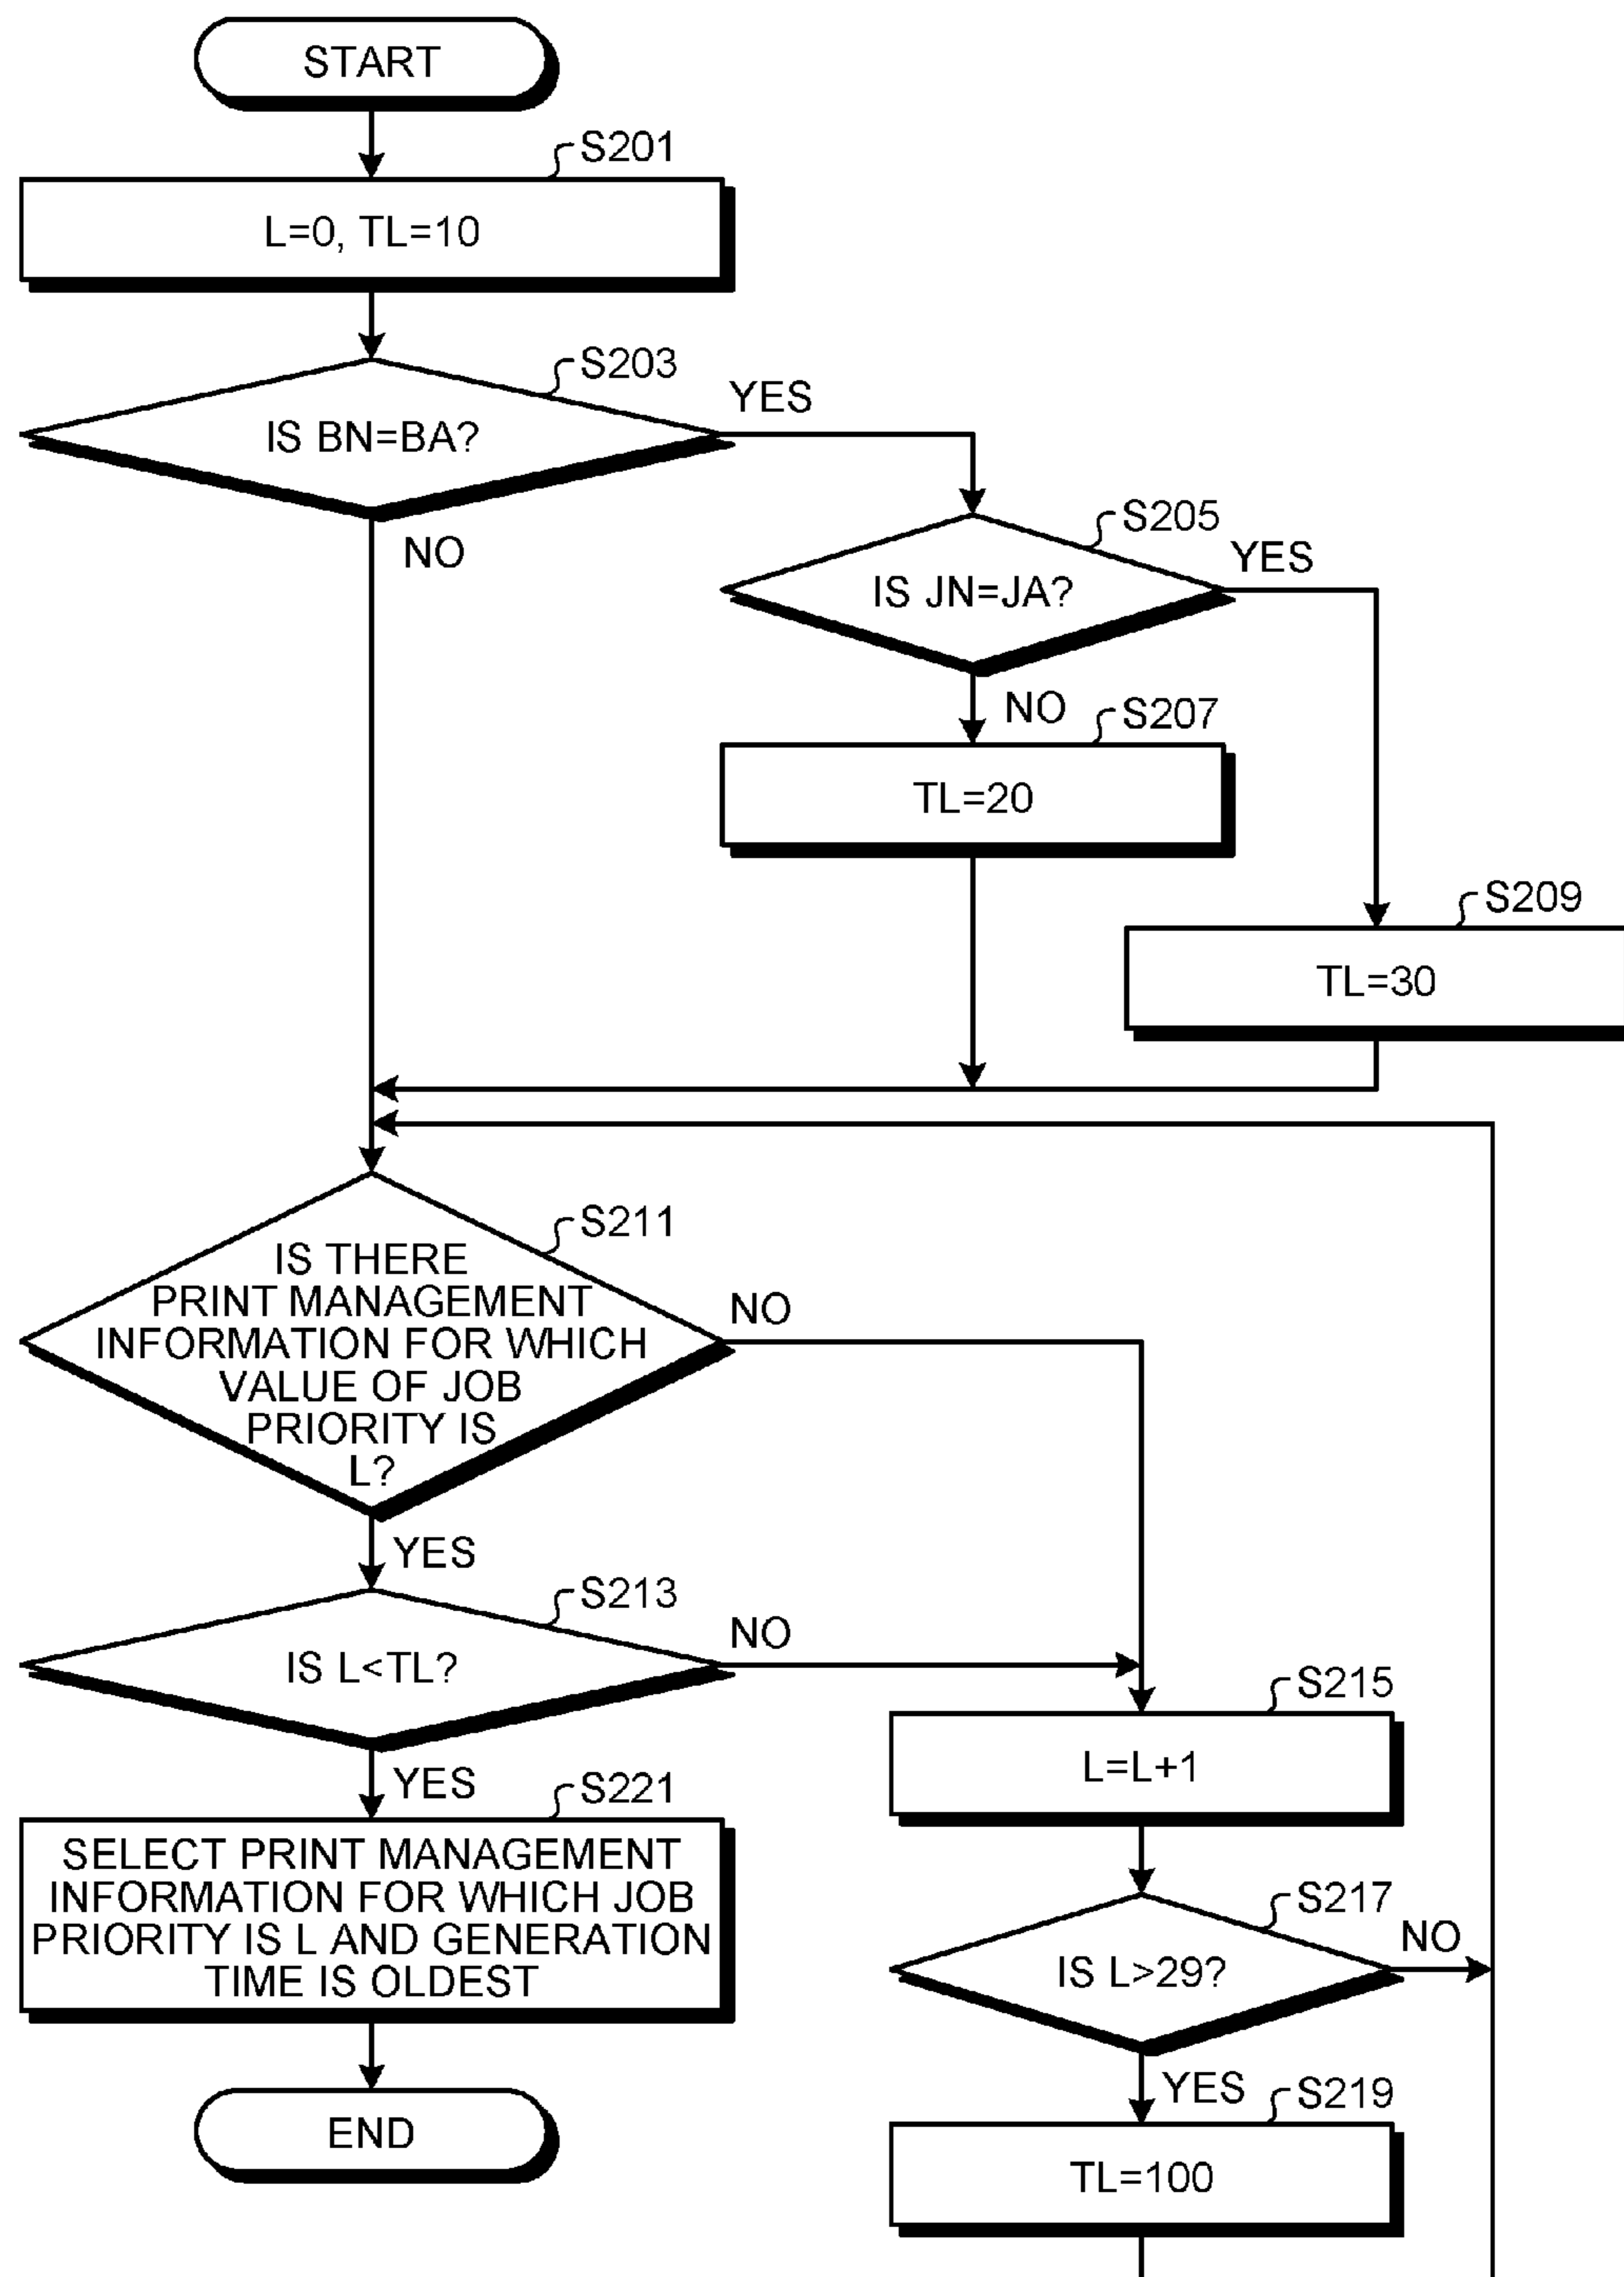 START
S201
L=0, TL=10
S203
IS BN=BA?
YES
NO
S205
IS JN=JA?
YES
NO
S207
TL=20
S209
TL=30
S211
IS THERE
PRINT MANAGEMENT
INFORMATION FOR WHICH
VALUE OF JOB
PRIORITY IS
L?
NO
YES
S213
IS L<TL?
NO
YES
S215
L=L+1
S217
IS L>29?
NO
YES
S219
TL=100
S221
SELECT PRINT MANAGEMENT
INFORMATION FOR WHICH JOB
PRIORITY IS L AND GENERATION
TIME IS OLDEST
END